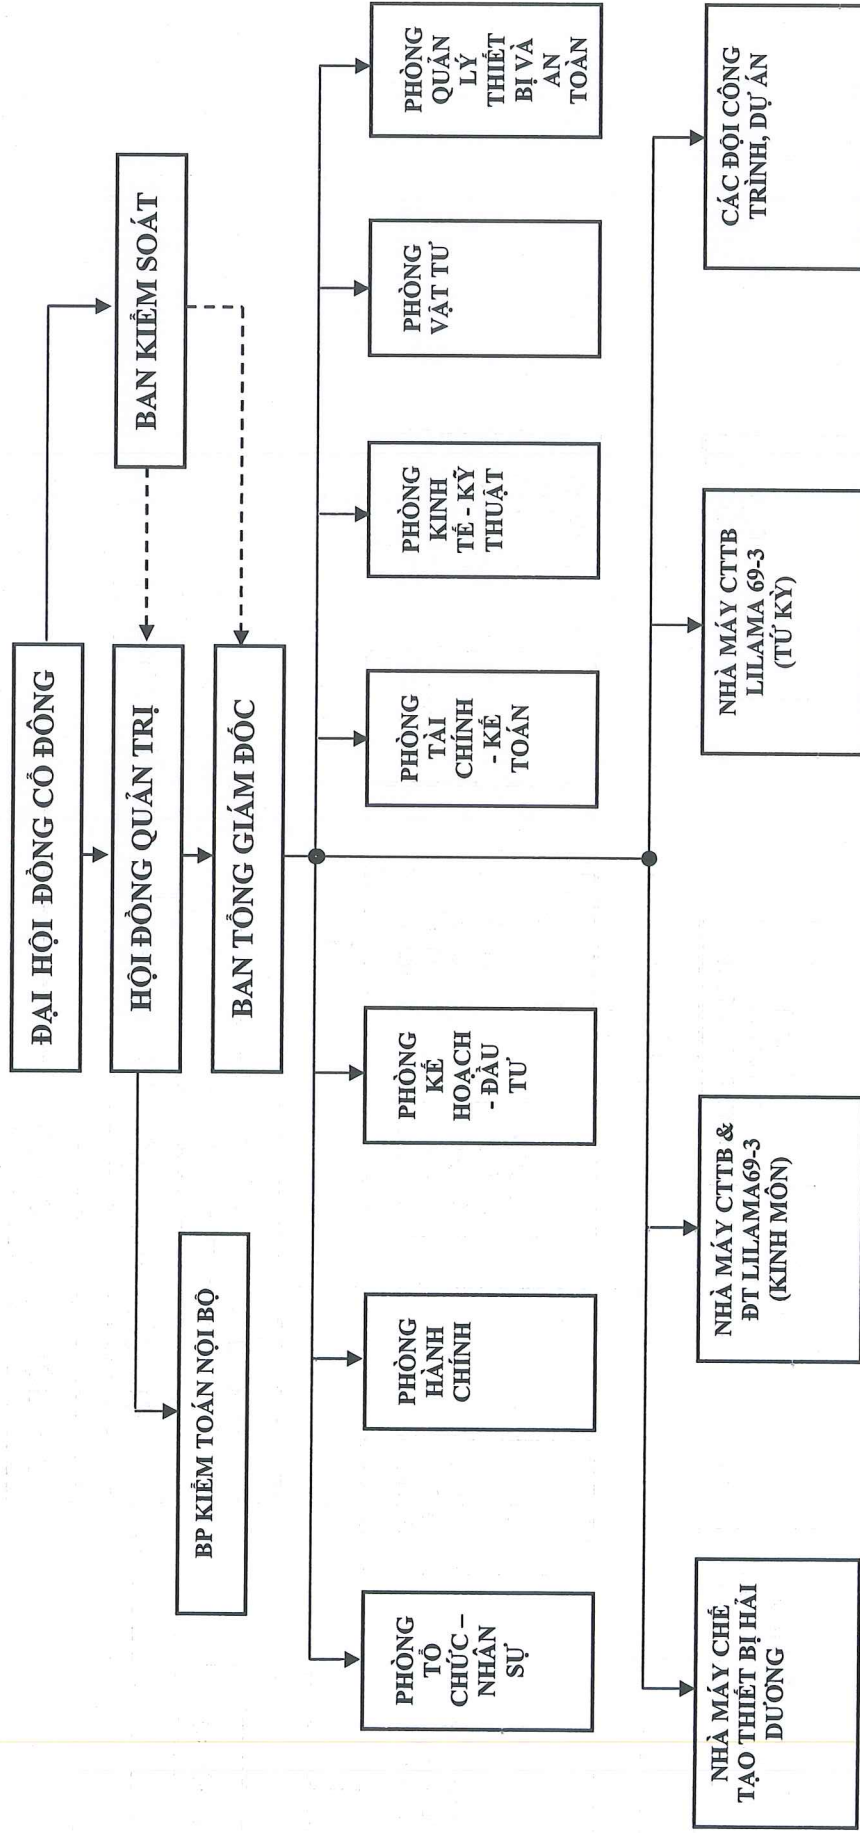 ĐẠI HỘI ĐỒNG CỔ ĐÔNG
BAN KIỂM SOÁT
HỘI ĐỒNG QUẢN TRỊ
BP KIỂM TOÁN NỘI BỘ
BAN TỔNG GIÁM ĐỐC
PHÒNG
TỔ
CHỨC –
NHÂN
SỰ
PHÒNG
HÀNH
CHÍNH
PHÒNG
KẾ
HOẠCH
- ĐẦU
TƯ
PHÒNG
TÀI
CHÍNH
- KẾ
TOÁN
PHÒNG
KINH
TẾ - KỸ
THUẬT
PHÒNG
VẬT TƯ
PHÒNG
QUẢN
LÝ
THIẾT
BỊ VÀ
AN
TOÀN
NHÀ MÁY CHẾ
TẠO THIẾT BỊ HẢI
DƯƠNG
NHÀ MÁY CTTB &
ĐT LILAMA69-3
(KINH MÔN)
NHÀ MÁY CTTB
LILAMA 69-3
(TỨ KỲ)
CÁC ĐỘI CÔNG
TRÌNH, DỰ ÁN